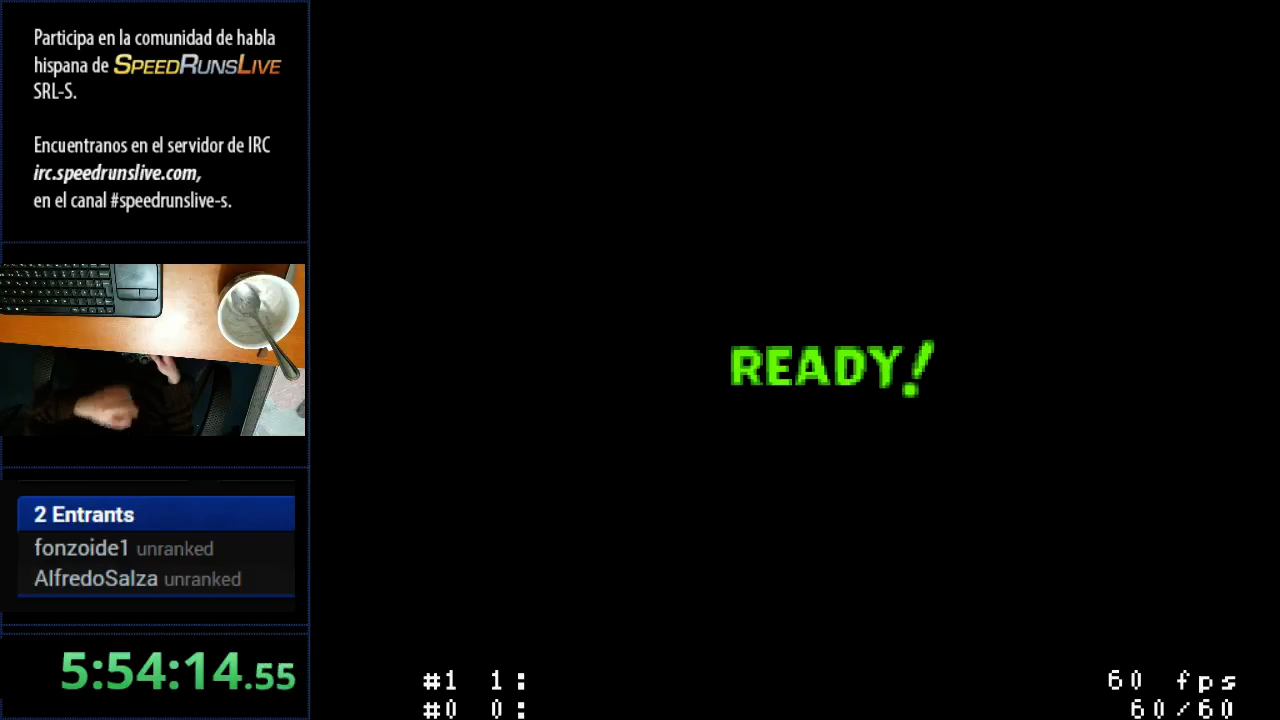 Participa en la comunidad de habla
hispana de SPEEDRUNSLIVE
SRL-S.
Encuentranos en el servidor de IRC
irc.speedrunslive.com,
en el canal #speedrunslive-s.
READY!
2 Entrants
fonzoide1 unranked
AlfredoSalza unranked
5:54:14.55
#1 1:
#0 0:
60 fps
60/60